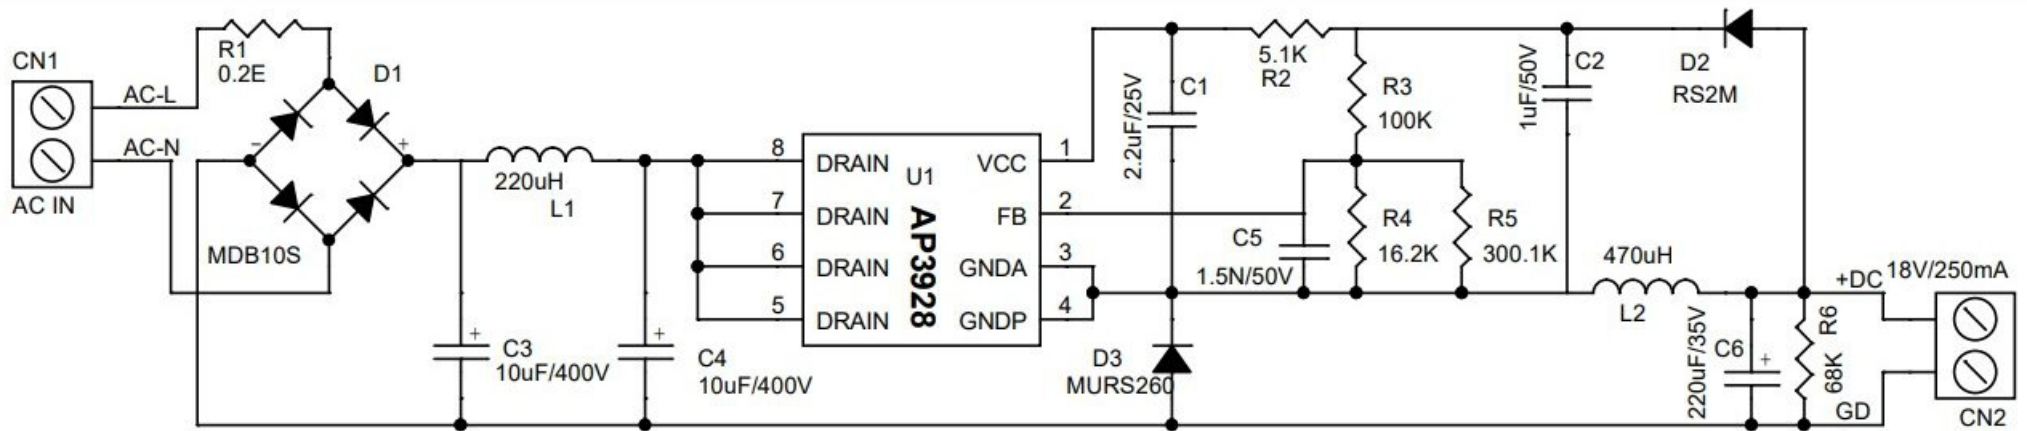 CN1
AC IN
AC-L
AC-N
R1
0.2E
D1
-
+
MDB10S
220uH
L1
+
C3
10uF/400V
+
C4
10uF/400V
8
7
6
5
DRAIN
DRAIN
DRAIN
DRAIN
U1
AP3928
VCC
FB
GNDA
GNDP
1
2
3
4
2.2uF/25V
C1
5.1K
R2
R3
100K
C5
1.5N/50V
R4
16.2K
R5
300.1K
1uF/50V
C2
D2
RS2M
D3
MURS260
470uH
L2
+DC
18V/250mA
220uF/35V
C6
+
R6
68K
GD
CN2